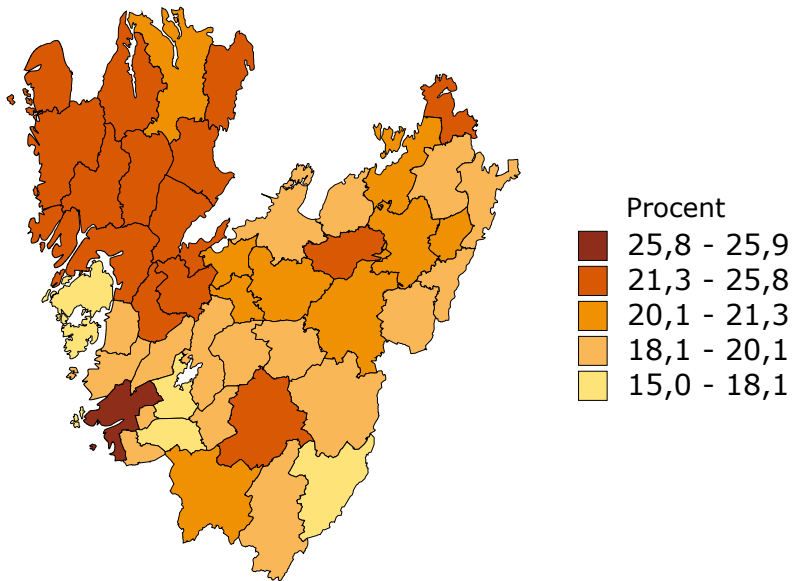 Procent
25,8 - 25,9
21,3 - 25,8
20,1 - 21,3
18,1 - 20,1
15,0 - 18,1